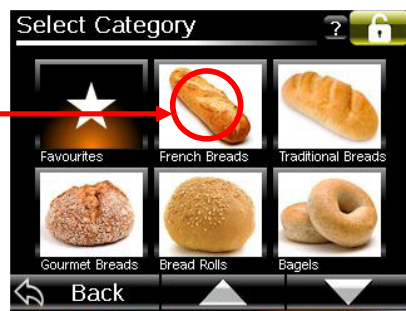 Select Category ?
Favourites French Breads Traditional Breads
Gourmet Breads Bread Rolls Bagels
Back